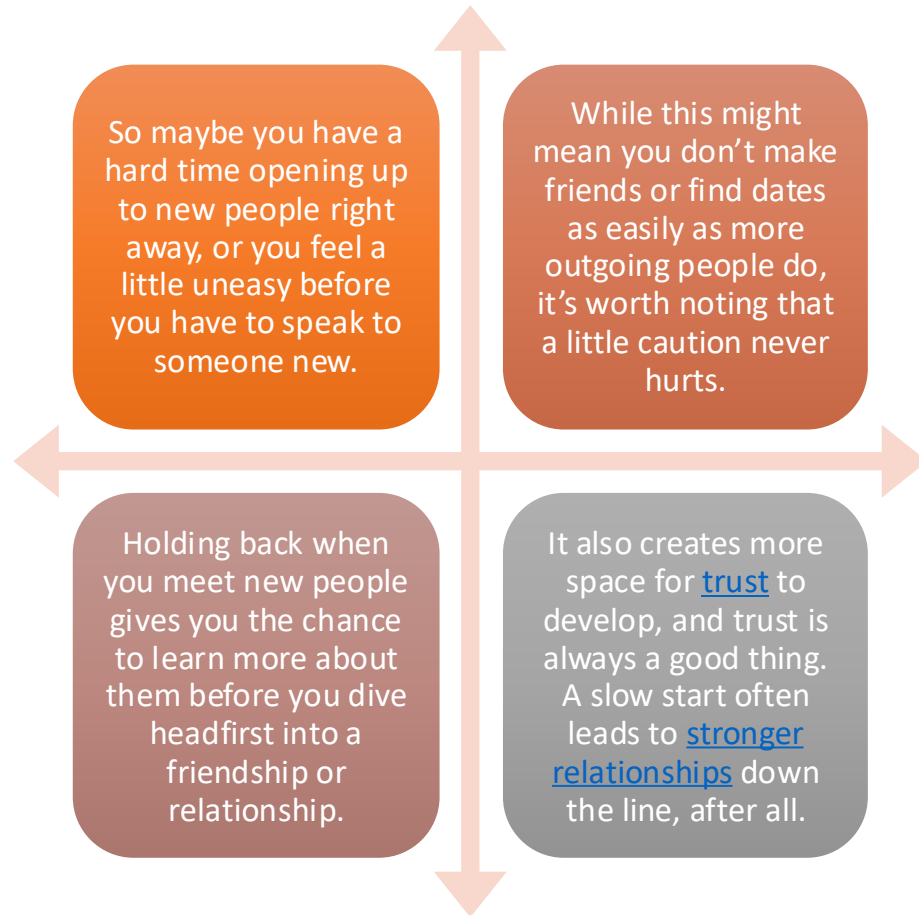 So maybe you have a
hard time opening up
to new people right
away, or you feel a
little uneasy before
you have to speak to
someone new.
While this might
mean you don’t make
friends or find dates
as easily as more
outgoing people do,
it’s worth noting that
a little caution never
hurts.
Holding back when
you meet new people
gives you the chance
to learn more about
them before you dive
headfirst into a
friendship or
relationship.
It also creates more
space for trust to
develop, and trust is
always a good thing.
A slow start often
leads to stronger
relationships down
the line, after all.